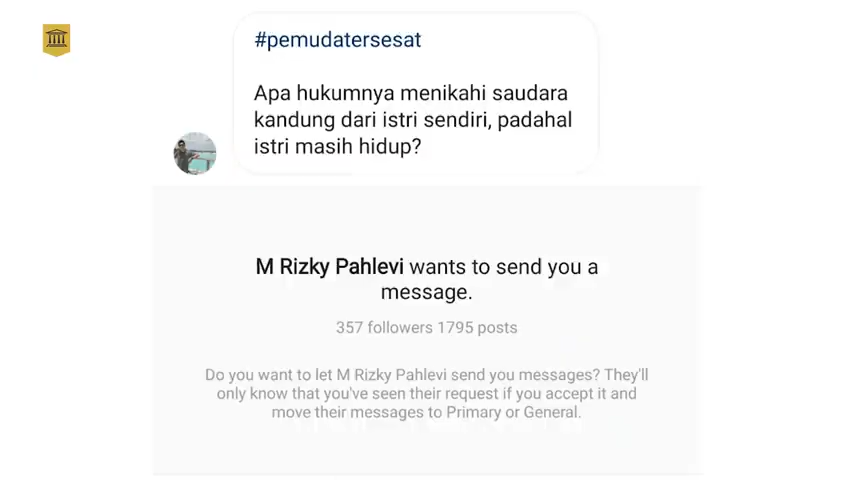 #pemudatersesat
Apa hukumnya menikahi saudara
kandung dari istri sendiri, padahal
istri masih hidup?
M Rizky Pahlevi wants to send you a
message.
357 followers 1795 posts
Do you want to let M Rizky Pahlevi send you messages? They'll
only know that you've seen their request if you accept it and
move their messages to Primary or General.